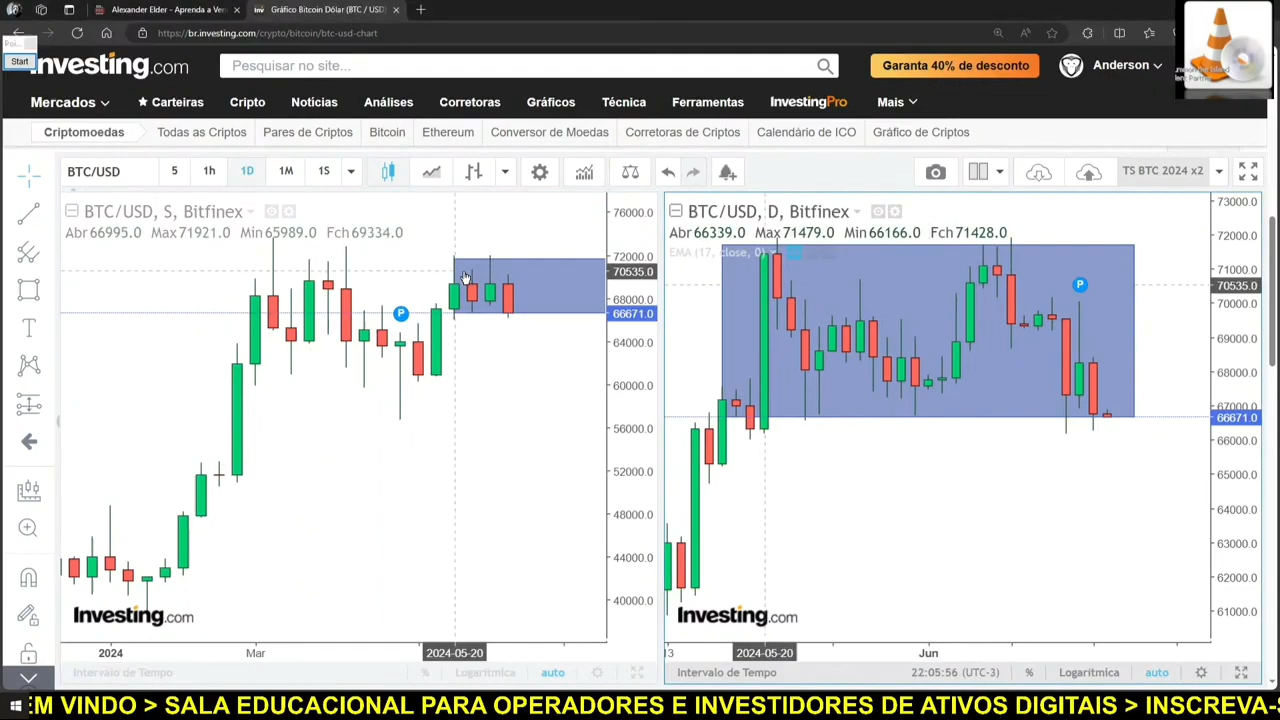 Alexander Elder - Aprenda a Ver
Gráfico Bitcoin Dólar (BTC / USD)
https://br.investing.com/crypto/bitcoin/btc-usd-chart
Start
Investing.com
Pesquisar no site...
Garanta 40% de desconto
Anderson
Mercados
Carteiras
Cripto
Notícias
Análises
Corretoras
Gráficos
Técnica
Ferramentas
InvestingPro
Mais
Criptomoedas
Todas as Criptos
Pares de Criptos
Bitcoin
Ethereum
Conversor de Moedas
Corretoras de Criptos
Calendário de ICO
Gráfico de Criptos
BTC/USD
5
1h
1D
1M
1S
TS BTC 2024 x2
BTC/USD, S, Bitfinex
Abr 66995.0 Max 71921.0 Min 65989.0 Fch 69334.0
76000.0
72000.0
70535.0
68000.0
66671.0
64000.0
60000.0
56000.0
52000.0
48000.0
44000.0
40000.0
P
Investing.com
2024
Mar
2024-05-20
Intervalo de Tempo
%
Logarítmica
auto
BTC/USD, D, Bitfinex
Abr 66339.0 Max 71479.0 Min 66166.0 Fch 71428.0
EMA (17, close, 0)
73000.0
72000.0
71000.0
70535.0
70000.0
69000.0
68000.0
67000.0
66671.0
66000.0
65000.0
64000.0
63000.0
62000.0
61000.0
P
Investing.com
13
2024-05-20
Jun
Intervalo de Tempo
22:05:56 (UTC-3)
%
Logarítmica
auto
EM VINDO > SALA EDUCACIONAL PARA OPERADORES E INVESTIDORES DE ATIVOS DIGITAIS > INSCREVA-S